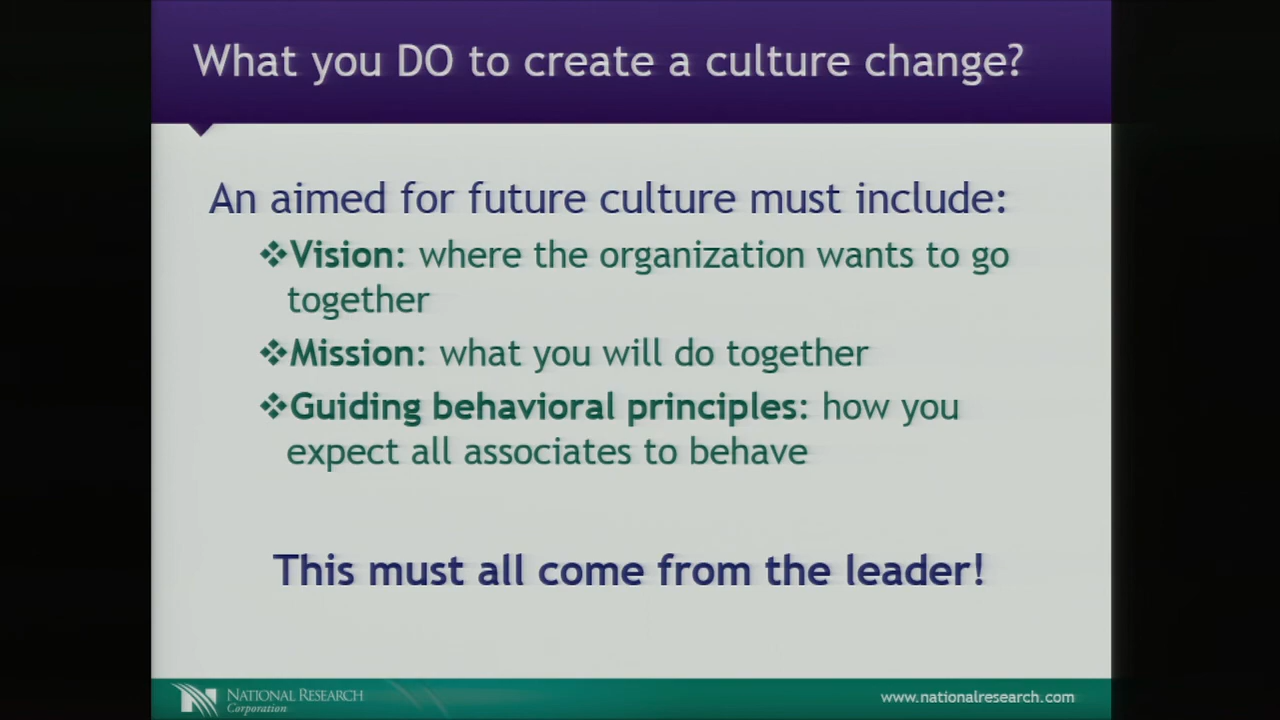 What you DO to create a culture change?
An aimed for future culture must include:
❖Vision: where the organization wants to go
together
❖Mission: what you will do together
❖Guiding behavioral principles: how you
expect all associates to behave
This must all come from the leader!
NATIONAL RESEARCH
Corporation
www.nationalresearch.com